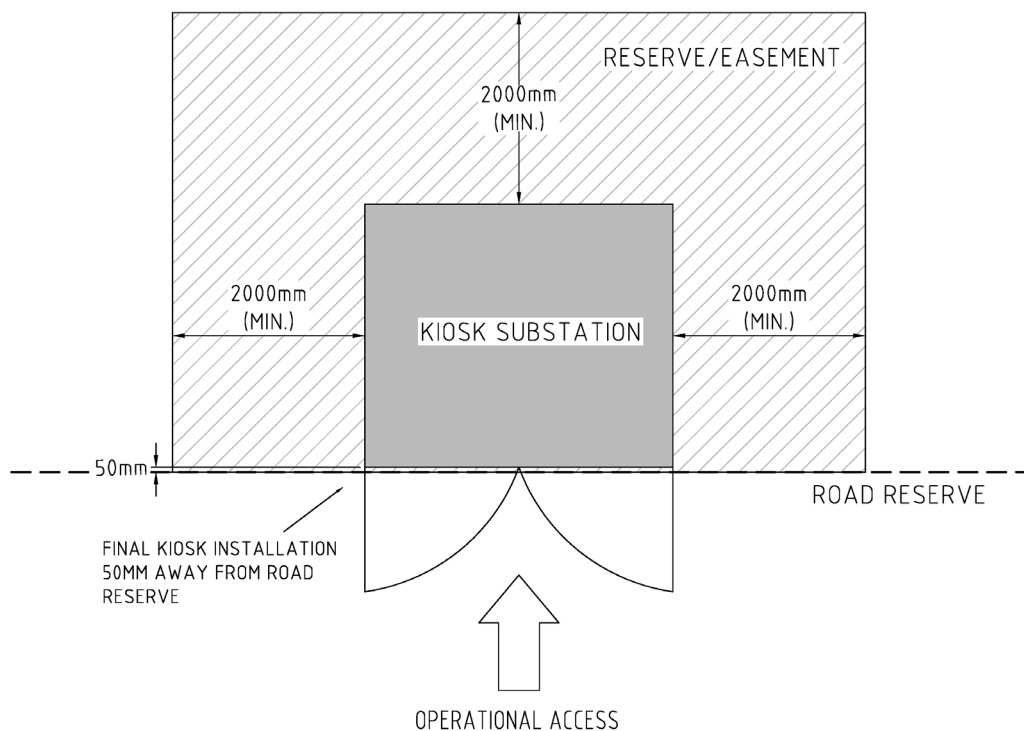 RESERVE/EASEMENT
2000mm
(MIN.)
2000mm
(MIN.)
2000mm
(MIN.)
KIOSK SUBSTATION
50mm
ROAD RESERVE
FINAL KIOSK INSTALLATION
50MM AWAY FROM ROAD
RESERVE
OPERATIONAL ACCESS